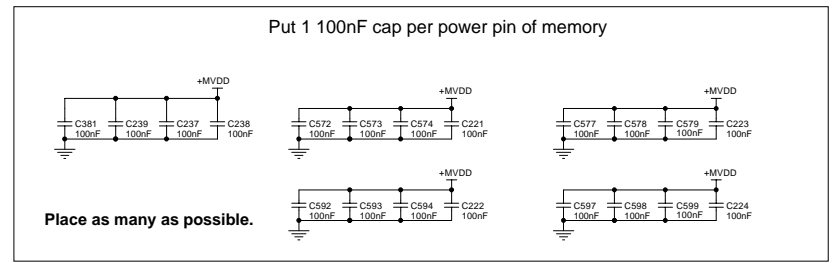 Put 1 100nF cap per power pin of memory
+MVDD
C381 C239 C237 C238
100nF 100nF 100nF 100nF
+MVDD
C572 C573 C574 C221
100nF 100nF 100nF 100nF
+MVDD
C577 C578 C579 C223
100nF 100nF 100nF 100nF
+MVDD
C592 C593 C594 C222
100nF 100nF 100nF 100nF
+MVDD
C597 C598 C599 C224
100nF 100nF 100nF 100nF
Place as many as possible.